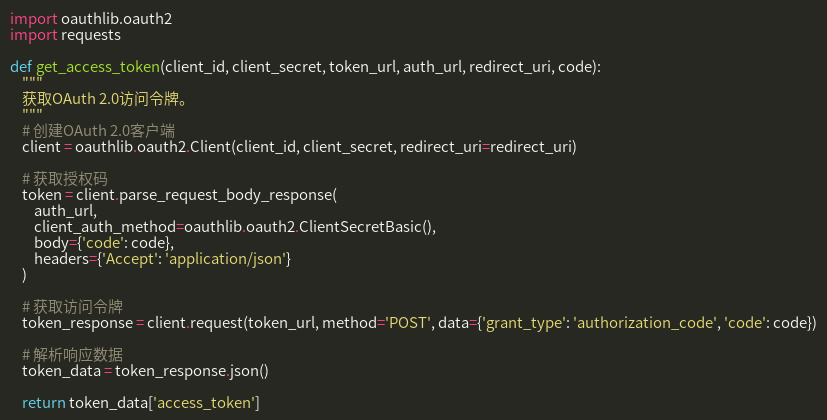 import oauthlib.oauth2
import requests
def get_access_token(client_id, client_secret, token_url, auth_url, redirect_uri, code):
"""
获取OAuth 2.0访问令牌。
"""
# 创建OAuth 2.0客户端
client = oauthlib.oauth2.Client(client_id, client_secret, redirect_uri=redirect_uri)
# 获取授权码
token = client.parse_request_body_response(
auth_url,
client_auth_method=oauthlib.oauth2.ClientSecretBasic(),
body={'code': code},
headers={'Accept': 'application/json'}
)
# 获取访问令牌
token_response = client.request(token_url, method='POST', data={'grant_type': 'authorization_code', 'code': code})
# 解析响应数据
token_data = token_response.json()
return token_data['access_token']